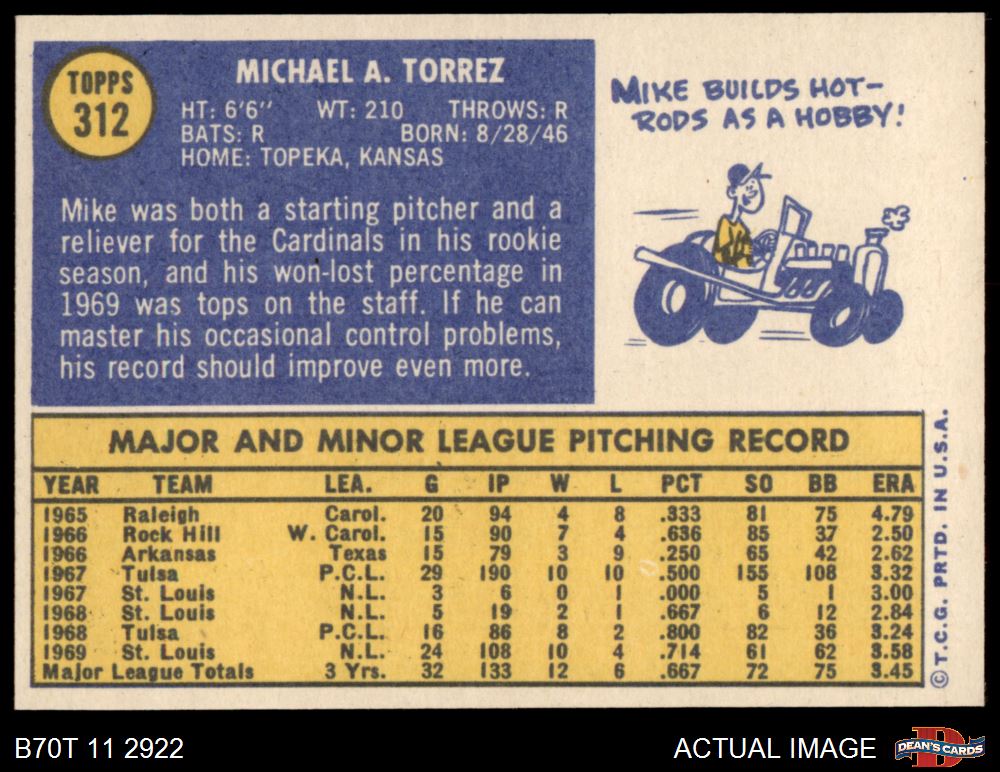 TOPPS
312
MICHAEL A. TORREZ
HT: 6'6" WT: 210 THROWS: R
BATS: R BORN: 8/28/46
HOME: TOPEKA, KANSAS
Mike was both a starting pitcher and a
reliever for the Cardinals in his rookie
season, and his won-lost percentage in
1969 was tops on the staff. If he can
master his occasional control problems,
his record should improve even more.
MIKE BUILDS HOT-
RODS AS A HOBBY!
MAJOR AND MINOR LEAGUE PITCHING RECORD
YEAR TEAM LEA. G IP W L PCT SO BB ERA
1965 Raleigh Carol. 20 94 4 8 .333 81 75 4.79
1966 Rock Hill W. Carol. 15 90 7 4 .636 85 37 2.50
1966 Arkansas Texas 15 79 3 9 .250 65 42 2.62
1967 Tulsa P.C.L. 29 190 10 10 .500 155 108 3.32
1967 St. Louis N.L. 3 6 0 1 .000 5 1 3.00
1968 St. Louis N.L. 5 19 2 1 .667 6 12 2.84
1968 Tulsa P.C.L. 16 86 8 2 .800 82 36 3.24
1969 St. Louis N.L. 24 108 10 4 .714 61 62 3.58
Major League Totals 3 Yrs. 32 133 12 6 .667 72 75 3.45
©T.C.G. PRTD. IN U.S.A.
B70T 11 2922
ACTUAL IMAGE
D
DEAN'S CARDS